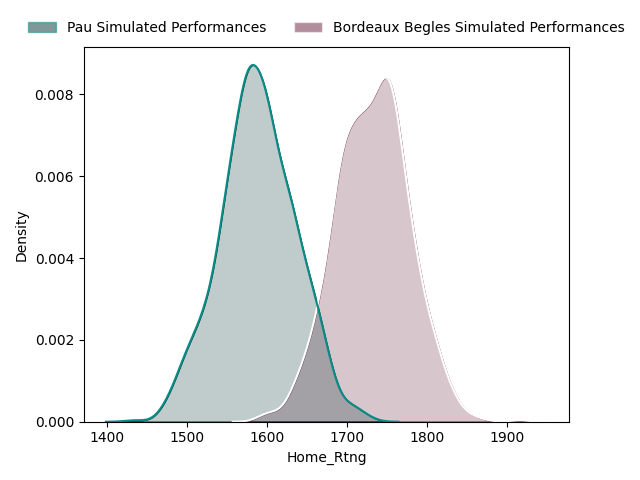 Pau Simulated Performances
Bordeaux Begles Simulated Performances
Density
0.008
0.006
0.004
0.002
0.000
1400 1500 1600 1700 1800 1900
Home_Rtng